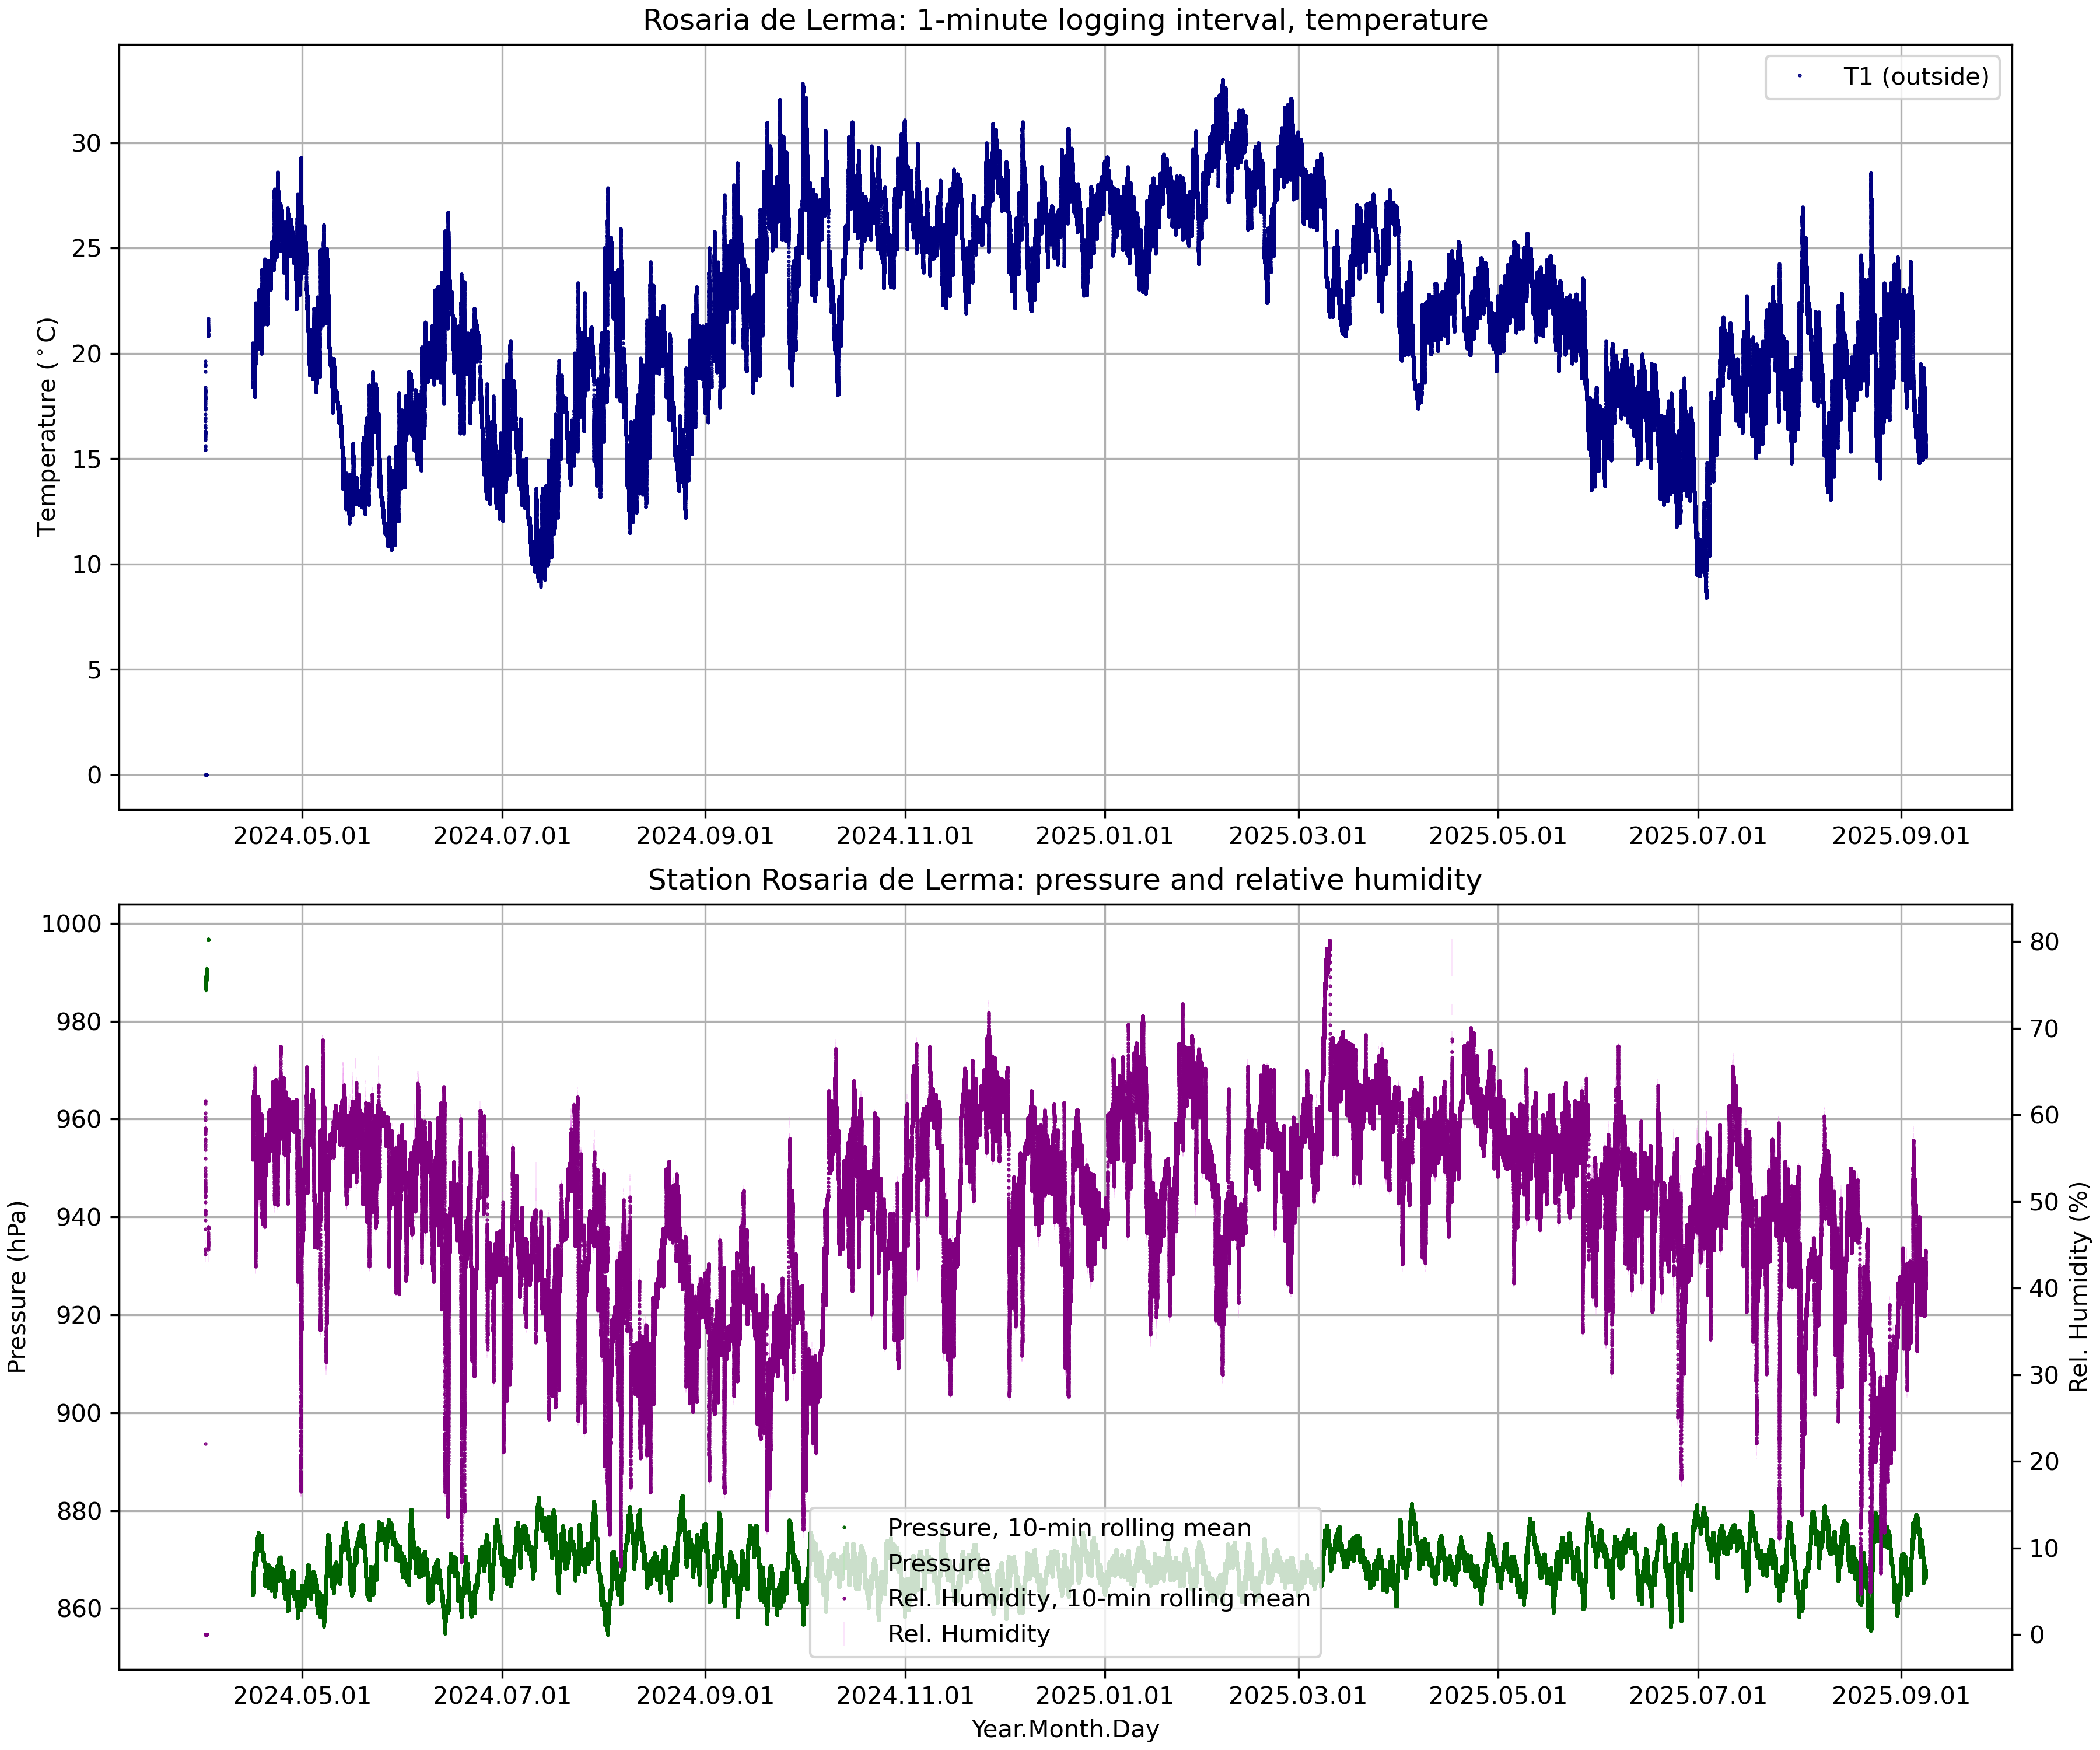 Rosaria de Lerma: 1-minute logging interval, temperature
T1 (outside)
Temperature (°C)
30
25
20
15
10
5
0
2024.05.01 2024.07.01 2024.09.01 2024.11.01 2025.01.01 2025.03.01 2025.05.01 2025.07.01 2025.09.01
Station Rosaria de Lerma: pressure and relative humidity
Pressure (hPa)
1000
980
960
940
920
900
880
860
Rel. Humidity (%)
80
70
60
50
40
30
20
10
0
Pressure, 10-min rolling mean
Pressure
Rel. Humidity, 10-min rolling mean
Rel. Humidity
2024.05.01 2024.07.01 2024.09.01 2024.11.01 2025.01.01 2025.03.01 2025.05.01 2025.07.01 2025.09.01
Year.Month.Day